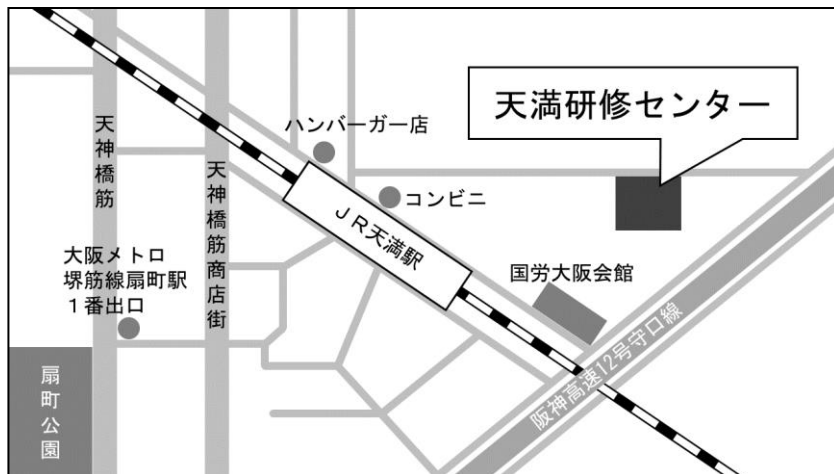 天満研修センター
ハンバーガー店
コンビニ
天神橋筋
天神橋筋商店街
JR天満駅
大阪メトロ
堺筋線扇町駅
1番出口
国労大阪会館
阪神高速12号守口線
扇町公園